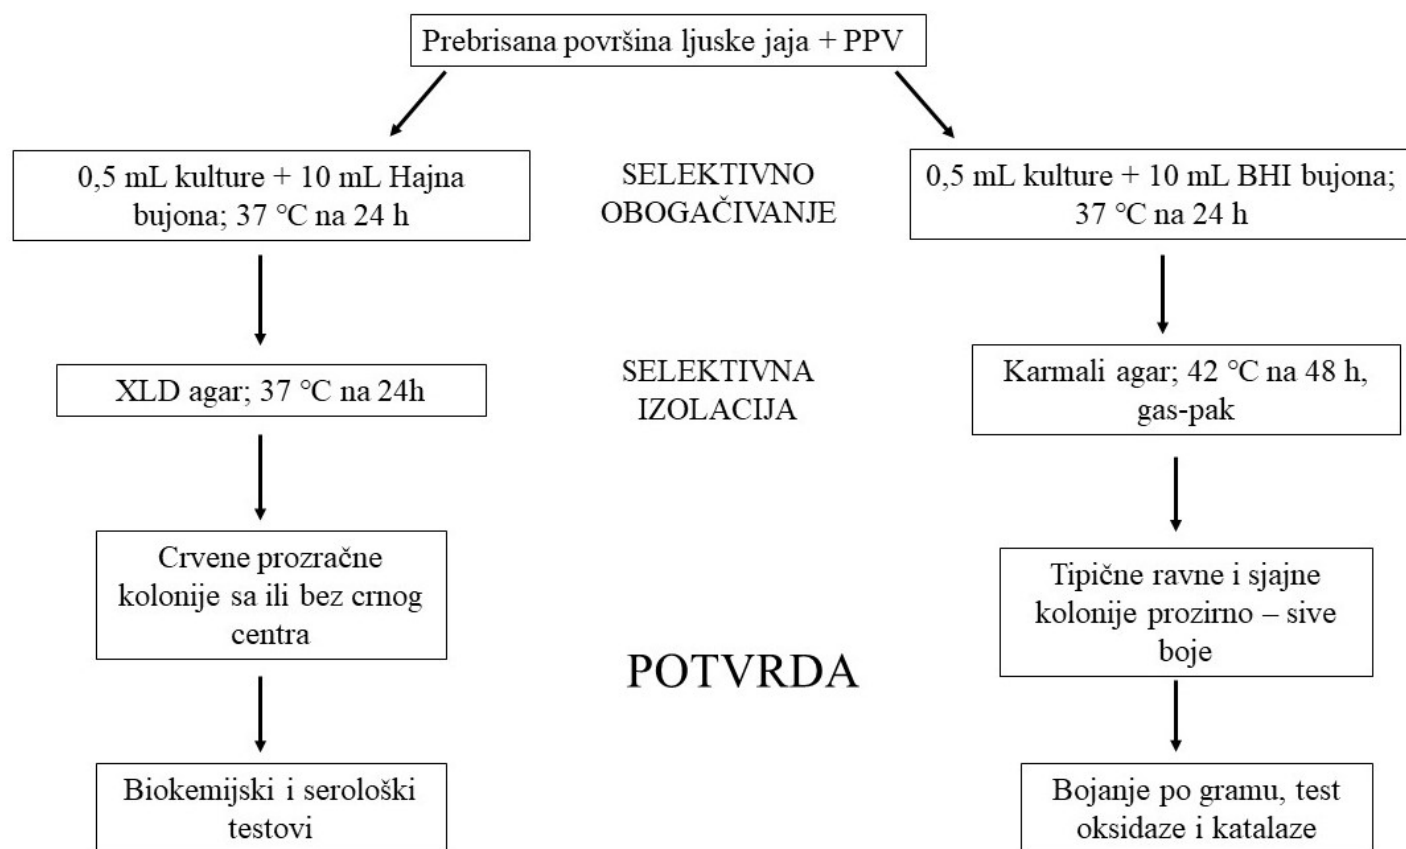 Prebrisana površina ljuske jaja + PPV
0,5 mL kulture + 10 mL Hajna
bujona; 37 °C na 24 h
SELEKTIVNO
OBOGAČIVANJE
0,5 mL kulture + 10 mL BHI bujona;
37 °C na 24 h
XLD agar; 37 °C na 24h
SELEKTIVNA
IZOLACIJA
Karmali agar; 42 °C na 48 h,
gas-pak
Crvene prozračne
kolonije sa ili bez crnog
centra
POTVRDA
Tipične ravne i sjajne
kolonije prozirno – sive
boje
Biokemijski i serološki
testovi
Bojanje po gramu, test
oksidaze i katalaze